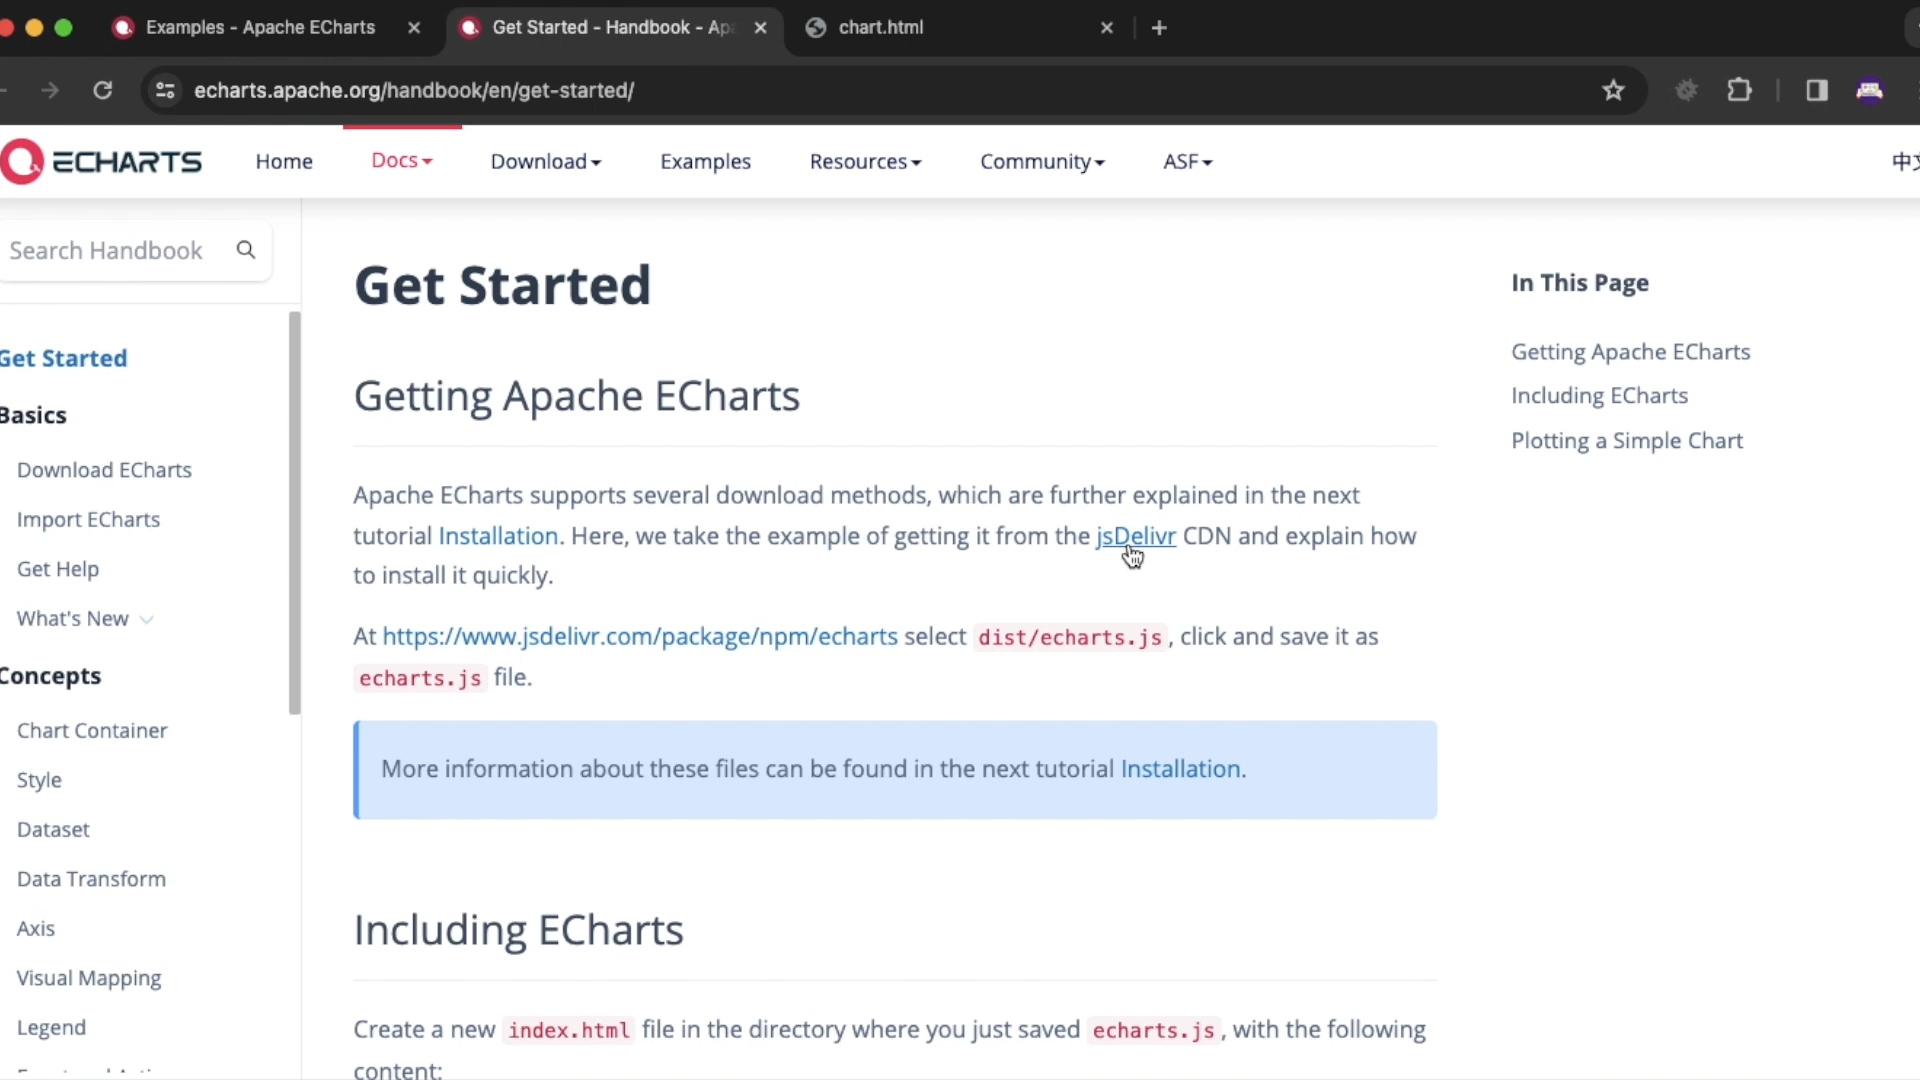 Examples - Apache ECharts
Get Started - Handbook - Ap
chart.html
echarts.apache.org/handbook/en/get-started/
ECHARTS
Home
Docs
Download
Examples
Resources
Community
ASF
中文
Search Handbook
Get Started
Basics
Download ECharts
Import ECharts
Get Help
What's New
Concepts
Chart Container
Style
Dataset
Data Transform
Axis
Visual Mapping
Legend
Get Started
Getting Apache ECharts
Apache ECharts supports several download methods, which are further explained in the next
tutorial Installation. Here, we take the example of getting it from the jsDelivr CDN and explain how
to install it quickly.
At https://www.jsdelivr.com/package/npm/echarts select dist/echarts.js, click and save it as
echarts.js file.
More information about these files can be found in the next tutorial Installation.
Including ECharts
Create a new index.html file in the directory where you just saved echarts.js, with the following
content:
In This Page
Getting Apache ECharts
Including ECharts
Plotting a Simple Chart